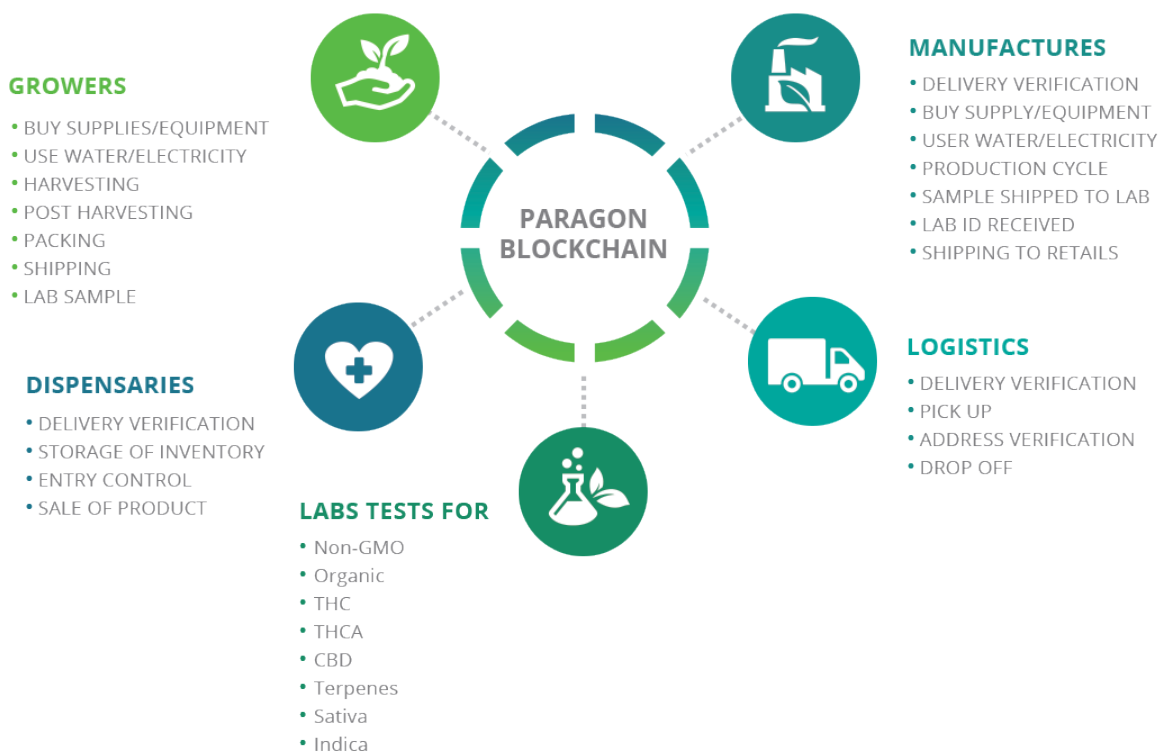 GROWERS
• BUY SUPPLIES/EQUIPMENT
• USE WATER/ELECTRICITY
• HARVESTING
• POST HARVESTING
• PACKING
• SHIPPING
• LAB SAMPLE
PARAGON
BLOCKCHAIN
MANUFACTURES
• DELIVERY VERIFICATION
• BUY SUPPLY/EQUIPMENT
• USER WATER/ELECTRICITY
• PRODUCTION CYCLE
• SAMPLE SHIPPED TO LAB
• LAB ID RECEIVED
• SHIPPING TO RETAILS
DISPENSARIES
• DELIVERY VERIFICATION
• STORAGE OF INVENTORY
• ENTRY CONTROL
• SALE OF PRODUCT
LOGISTICS
• DELIVERY VERIFICATION
• PICK UP
• ADDRESS VERIFICATION
• DROP OFF
LABS TESTS FOR
• Non-GMO
• Organic
• THC
• THCA
• CBD
• Terpenes
• Sativa
• Indica